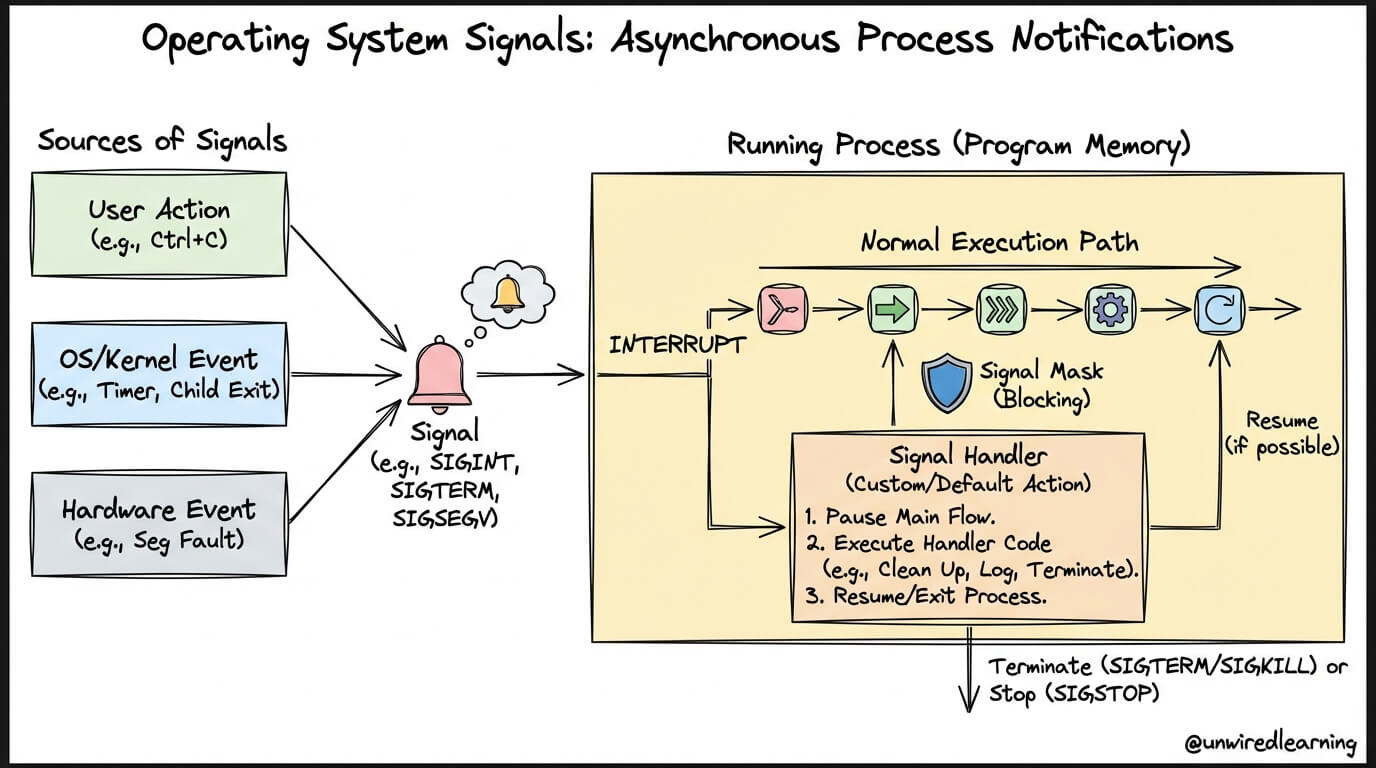 Operating System Signals: Asynchronous Process Notifications
Sources of Signals
User Action
(e.g., Ctrl+C)
OS/Kernel Event
(e.g., Timer, Child Exit)
Hardware Event
(e.g., Seg Fault)
Signal
(e.g., SIGINT,
SIGTERM,
SIGSEGV)
Running Process (Program Memory)
Normal Execution Path
INTERRUPT
Signal Mask
(Blocking)
Signal Handler
(Custom/Default Action)
1. Pause Main Flow.
2. Execute Handler Code
(e.g., Clean Up, Log, Terminate).
3. Resume/Exit Process.
Resume
(if possible)
Terminate (SIGTERM/SIGKILL) or
Stop (SIGSTOP)
@unwiredlearning